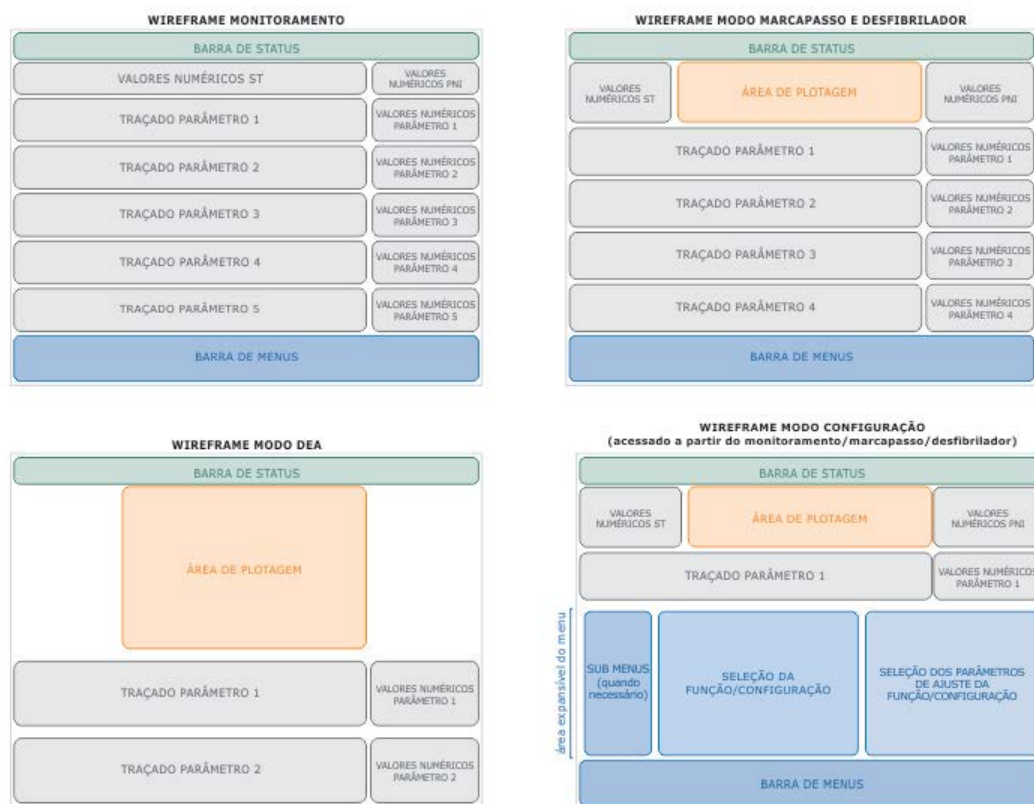 WIREFRAME MONITORAMENTO
BARRA DE STATUS
VALORES NUMÉRICOS ST
VALORES
NUMÉRICOS PNI
TRAÇADO PARÂMETRO 1
VALORES NUMÉRICOS
PARÂMETRO 1
TRAÇADO PARÂMETRO 2
VALORES NUMÉRICOS
PARÂMETRO 2
TRAÇADO PARÂMETRO 3
VALORES NUMÉRICOS
PARÂMETRO 3
TRAÇADO PARÂMETRO 4
VALORES NUMÉRICOS
PARÂMETRO 4
TRAÇADO PARÂMETRO 5
VALORES NUMÉRICOS
PARÂMETRO 5
BARRA DE MENUS
WIREFRAME MODO MARCAPASSO E DESFIBRILADOR
BARRA DE STATUS
VALORES
NUMÉRICOS ST
ÁREA DE PLOTAGEM
VALORES
NUMÉRICOS PNI
TRAÇADO PARÂMETRO 1
VALORES NUMÉRICOS
PARÂMETRO 1
TRAÇADO PARÂMETRO 2
VALORES NUMÉRICOS
PARÂMETRO 2
TRAÇADO PARÂMETRO 3
VALORES NUMÉRICOS
PARÂMETRO 3
TRAÇADO PARÂMETRO 4
VALORES NUMÉRICOS
PARÂMETRO 4
BARRA DE MENUS
WIREFRAME MODO DEA
BARRA DE STATUS
ÁREA DE PLOTAGEM
TRAÇADO PARÂMETRO 1
VALORES NUMÉRICOS
PARÂMETRO 1
TRAÇADO PARÂMETRO 2
VALORES NUMÉRICOS
PARÂMETRO 2
WIREFRAME MODO CONFIGURAÇÃO
(acessado a partir do monitoramento/marcapasso/desfibrilador)
BARRA DE STATUS
VALORES
NUMÉRICOS ST
ÁREA DE PLOTAGEM
VALORES
NUMÉRICOS PNI
TRAÇADO PARÂMETRO 1
VALORES NUMÉRICOS
PARÂMETRO 1
área expansível do menu
SUB MENUS
(quando
necessário)
SELEÇÃO DA
FUNÇÃO/CONFIGURAÇÃO
SELEÇÃO DOS PARÂMETROS
DE AJUSTE DA
FUNÇÃO/CONFIGURAÇÃO
BARRA DE MENUS